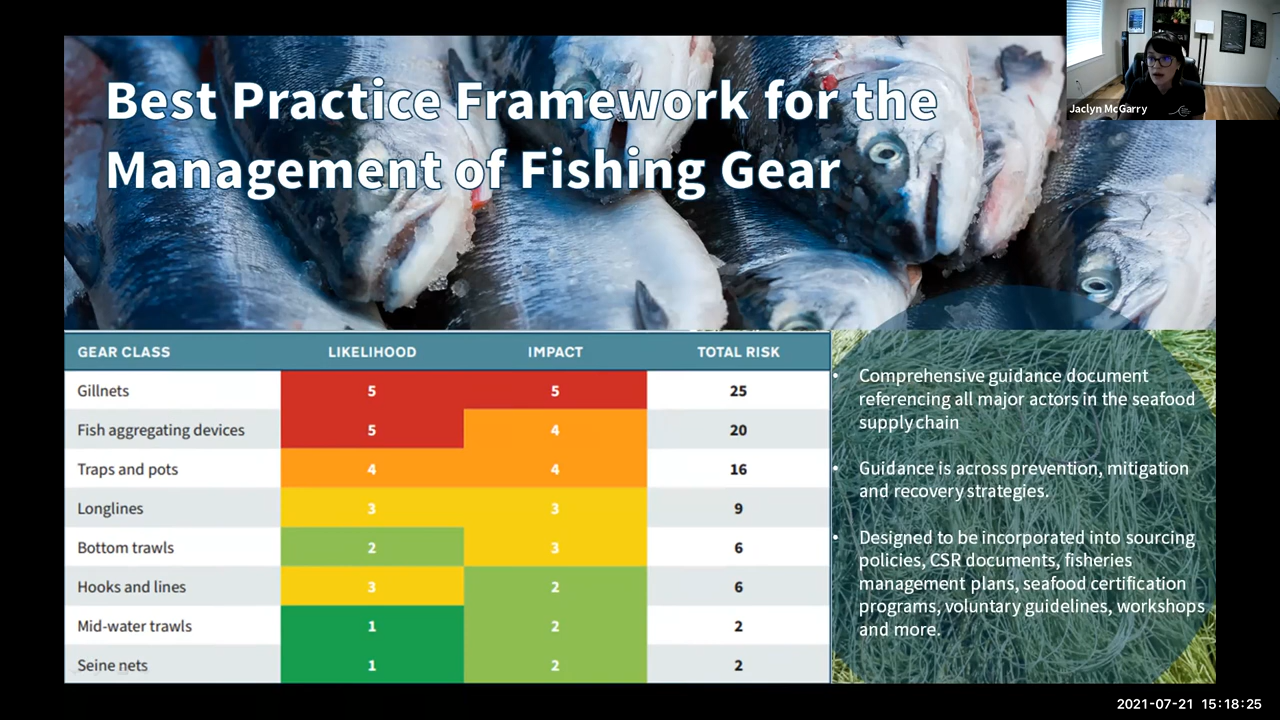 Best Practice Framework for the
Management of Fishing Gear
Jaclyn McGarry
GEAR CLASS LIKELIHOOD IMPACT TOTAL RISK
Gillnets 5 5 25
Fish aggregating devices 5 4 20
Traps and pots 4 4 16
Longlines 3 3 9
Bottom trawls 2 3 6
Hooks and lines 3 2 6
Mid-water trawls 1 2 2
Seine nets 1 2 2
• Comprehensive guidance document
referencing all major actors in the seafood
supply chain
• Guidance is across prevention, mitigation
and recovery strategies.
• Designed to be incorporated into sourcing
policies, CSR documents, fisheries
management plans, seafood certification
programs, voluntary guidelines, workshops
and more.
2021-07-21 15:18:25